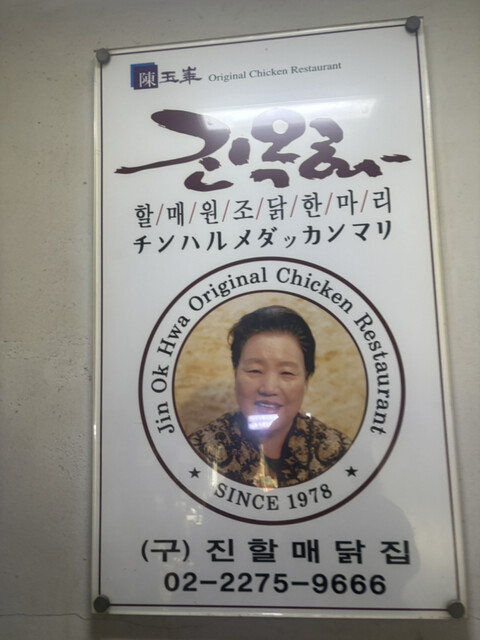 陳玉華 Original Chicken Restaurant
진옥화
할/매/원/조/닭/한/마/리
チンハルメダッカンマリ
Jin Ok Hwa Original Chicken Restaurant
★ SINCE 1978 ★
(구) 진할매닭집
02-2275-9666